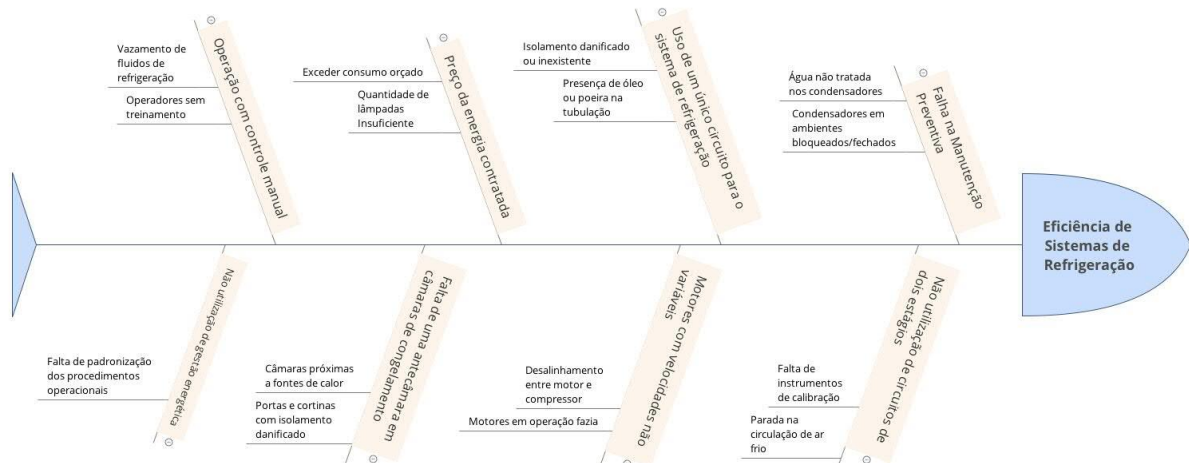 Vazamento de
fluidos de
refrigeração
Operadores sem
treinamento
Operação com controle manual
Exceder consumo orçado
Quantidade de
lâmpadas
Insuficiente
Preço da energia contratada
Isolamento danificado
ou inexistente
Presença de óleo
ou poeira na
tubulação
Uso de um único circuito para o
sistema de refrigeração
Água não tratada
nos condensadores
Condensadores em
ambientes
bloqueados/fechados
Falha na Manutenção
Preventiva
Eficiência de
Sistemas de
Refrigeração
Falta de padronização
dos procedimentos
operacionais
Não utilização de gestão energética
Câmaras próximas
a fontes de calor
Portas e cortinas
com isolamento
danificado
Falta de uma antecâmara em
câmaras de congelamento
Desalinhamento
entre motor e
compressor
Motores em operação fazia
Motores com velocidades não
variáveis
Falta de
instrumentos
de calibração
Parada na
circulação de ar
frio
Não utilização de circuitos de
dois estágios